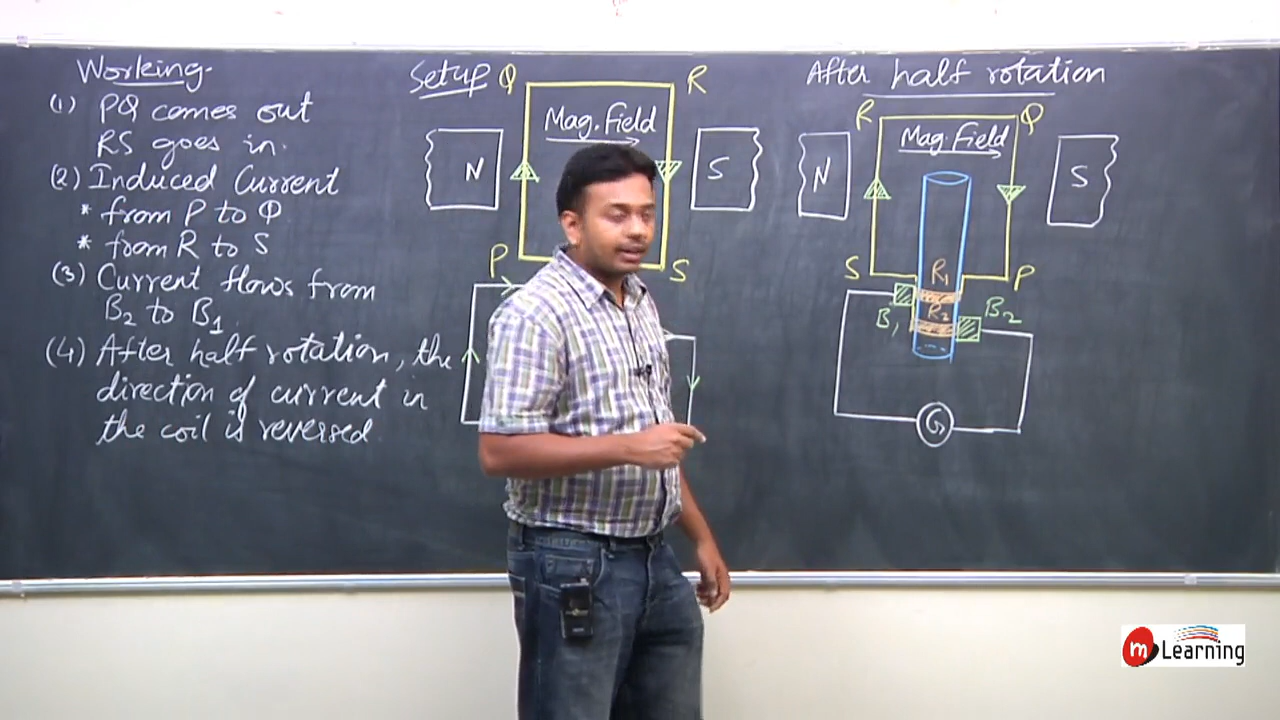 Working.
(1) PQ comes out
RS goes in.
(2) Induced Current
* from P to Q
* from R to S
(3) Current flows from
B2 to B1
(4) After half rotation, the
direction of current in
the coil is reversed.
Setup
Q
R
Mag. Field
N
S
P
S
After half rotation
R
Q
Mag. Field
N
S
S
P
R1
B1
R2
B2
G
m Learning